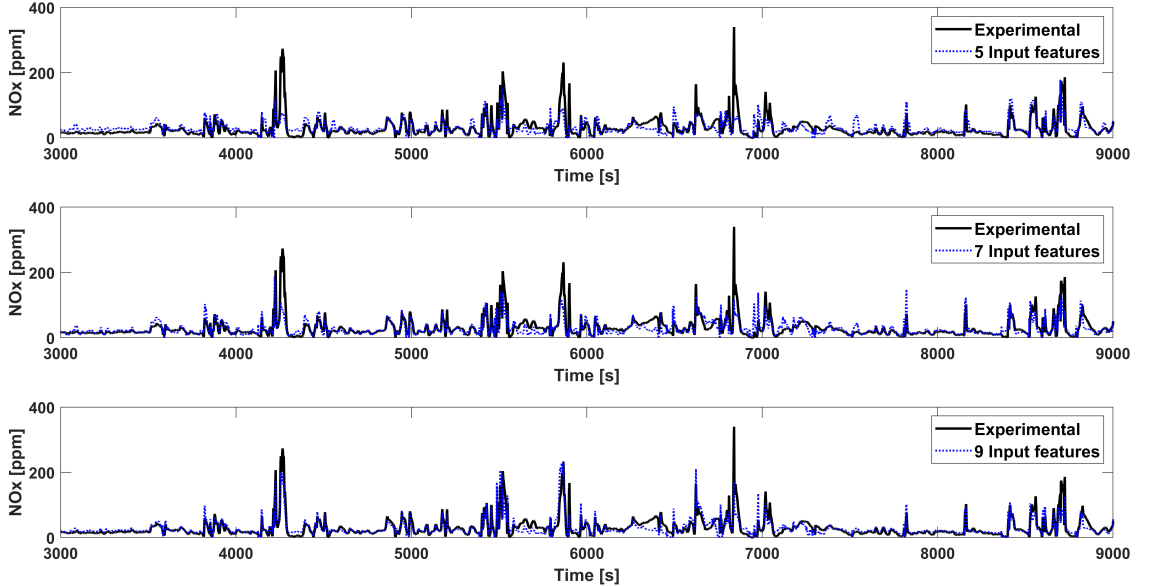 400
200
0
NOx [ppm]
Experimental
5 Input features
3000 4000 5000 6000 7000 8000 9000
Time [s]
400
200
0
NOx [ppm]
Experimental
7 Input features
3000 4000 5000 6000 7000 8000 9000
Time [s]
400
200
0
NOx [ppm]
Experimental
9 Input features
3000 4000 5000 6000 7000 8000 9000
Time [s]